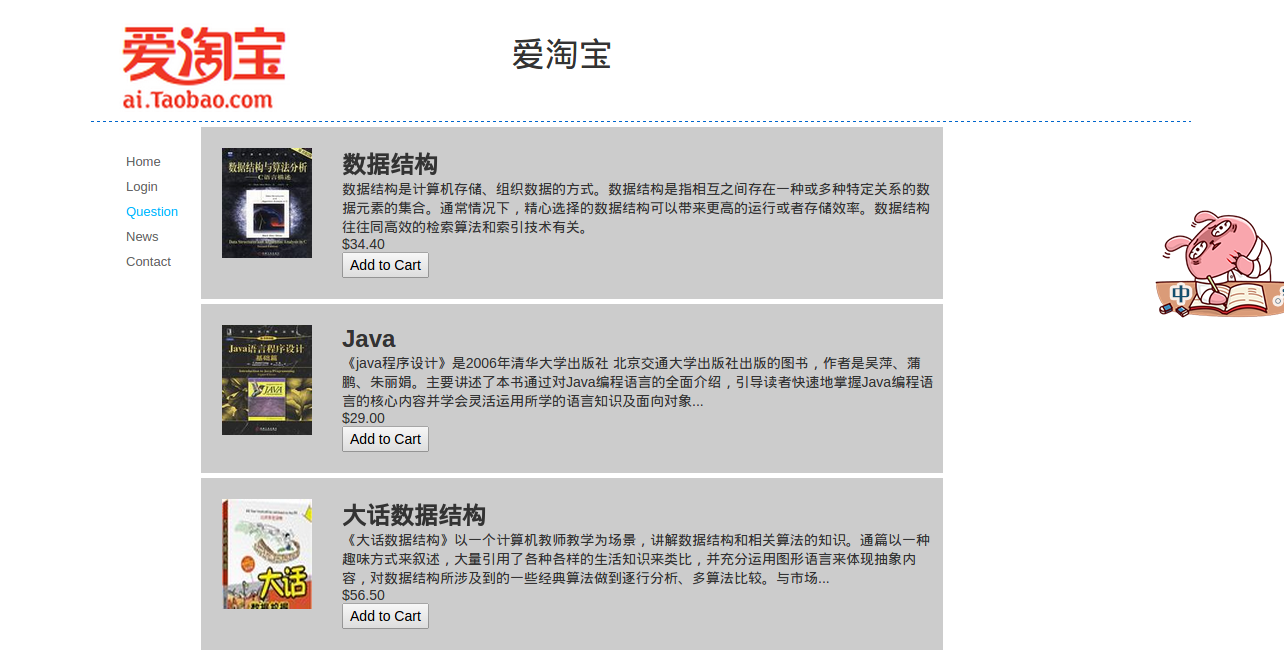 爱淘宝
ai.Taobao.com
爱淘宝
Home
Login
Question
News
Contact
数据结构与算法分析
——C语言描述
数据结构
数据结构是计算机存储、组织数据的方式。数据结构是指相互之间存在一种或多种特定关系的数
据元素的集合。通常情况下，精心选择的数据结构可以带来更高的运行或者存储效率。数据结构
往往同高效的检索算法和索引技术有关。
$34.40
Add to Cart
Java语言程序设计
基础篇
JAVA
Java
《java程序设计》是2006年清华大学出版社 北京交通大学出版社出版的图书，作者是吴萍、蒲
鹏、朱丽娟。主要讲述了本书通过对Java编程语言的全面介绍，引导读者快速地掌握Java编程语
言的核心内容并学会灵活运用所学的语言知识及面向对象...
$29.00
Add to Cart
大话
大话数据结构
《大话数据结构》以一个计算机教师教学为场景，讲解数据结构和相关算法的知识。通篇以一种
趣味方式来叙述，大量引用了各种各样的生活知识来类比，并充分运用图形语言来体现抽象内
容，对数据结构所涉及到的一些经典算法做到逐行分析、多算法比较。与市场...
$56.50
Add to Cart
中